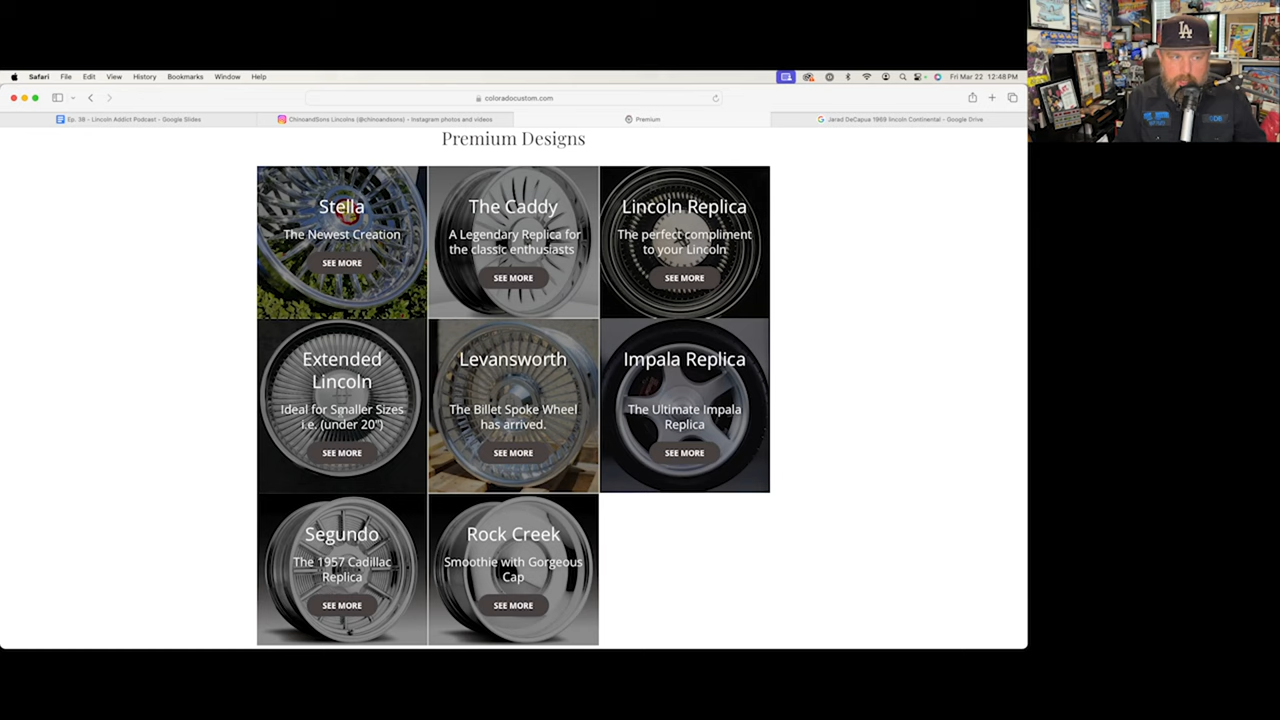 Safari File Edit View History Bookmarks Window Help Fri Mar 22 12:48 PM
coloradocustom.com
Ep. 38 - Lincoln Addict Podcast - Google Slides
ChinoandSons Lincolns (@chinoandsons) • Instagram photos and videos
Premium
Jarad DeCapua 1969 lincoln Continental - Google Drive
Premium Designs
Stella
The Newest Creation
SEE MORE
The Caddy
A Legendary Replica for
the classic enthusiasts
SEE MORE
Lincoln Replica
The perfect compliment
to your Lincoln
SEE MORE
Extended
Lincoln
Ideal for Smaller Sizes
i.e. (under 20")
SEE MORE
Levansworth
The Billet Spoke Wheel
has arrived.
SEE MORE
Impala Replica
The Ultimate Impala
Replica
SEE MORE
Segundo
The 1957 Cadillac
Replica
SEE MORE
Rock Creek
Smoothie with Gorgeous
Cap
SEE MORE
LA